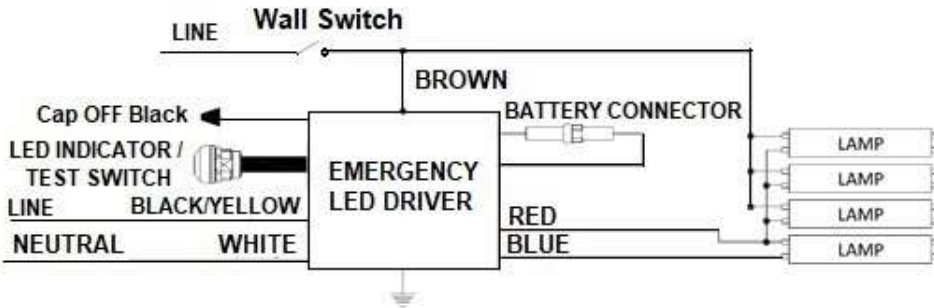 Wall Switch
LINE
BROWN
Cap OFF Black
BATTERY CONNECTOR
LED INDICATOR /
TEST SWITCH
EMERGENCY
LED DRIVER
LAMP
LAMP
LAMP
LAMP
LINE BLACK/YELLOW
RED
NEUTRAL WHITE
BLUE